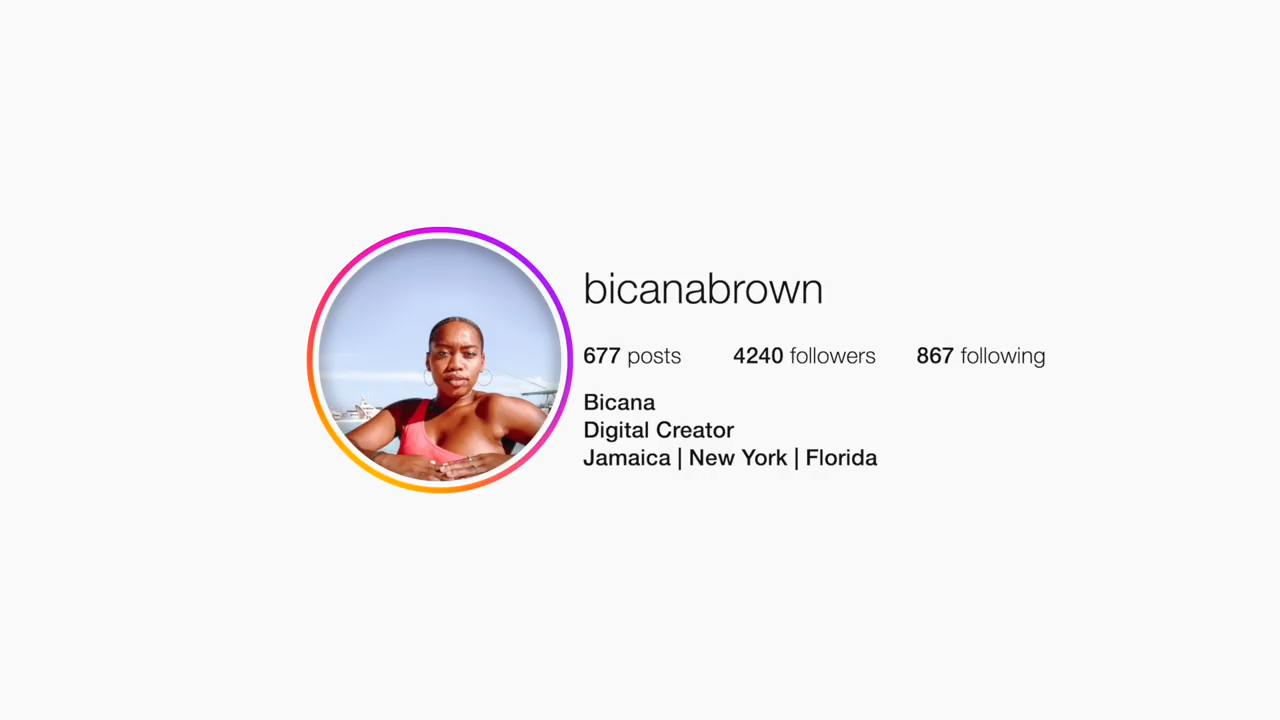 bicanabrown
677 posts 4240 followers 867 following
Bicana
Digital Creator
Jamaica | New York | Florida